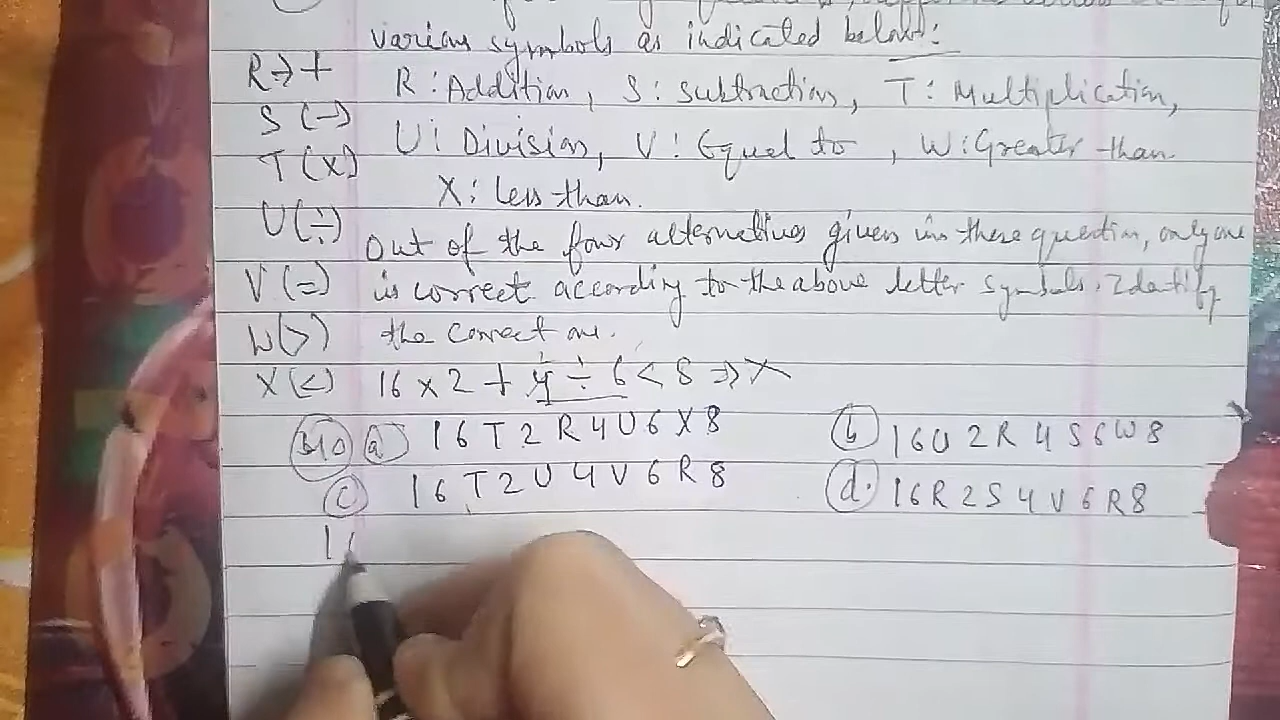 various symbols as indicated below:
R ⇒ +
R : Addition, S : Subtraction, T : Multiplication,
S (−)
U : Division, V : Equal to , W : Greater than
T (×)
X : Less than.
U (÷)
Out of the four alternatives given in these question, only one
V (=) is correct according to the above letter symbols. Identify
W (>) the correct one.
X (<) 16 × 2 + 4 ÷ 6 < 8 ⇒ ×
(a) 16 T 2 R 4 U 6 X 8 (b) 16 U 2 R 4 S 6 W 8
(c) 16 T 2 U 4 V 6 R 8 (d.) 16 R 2 S 4 V 6 R 8